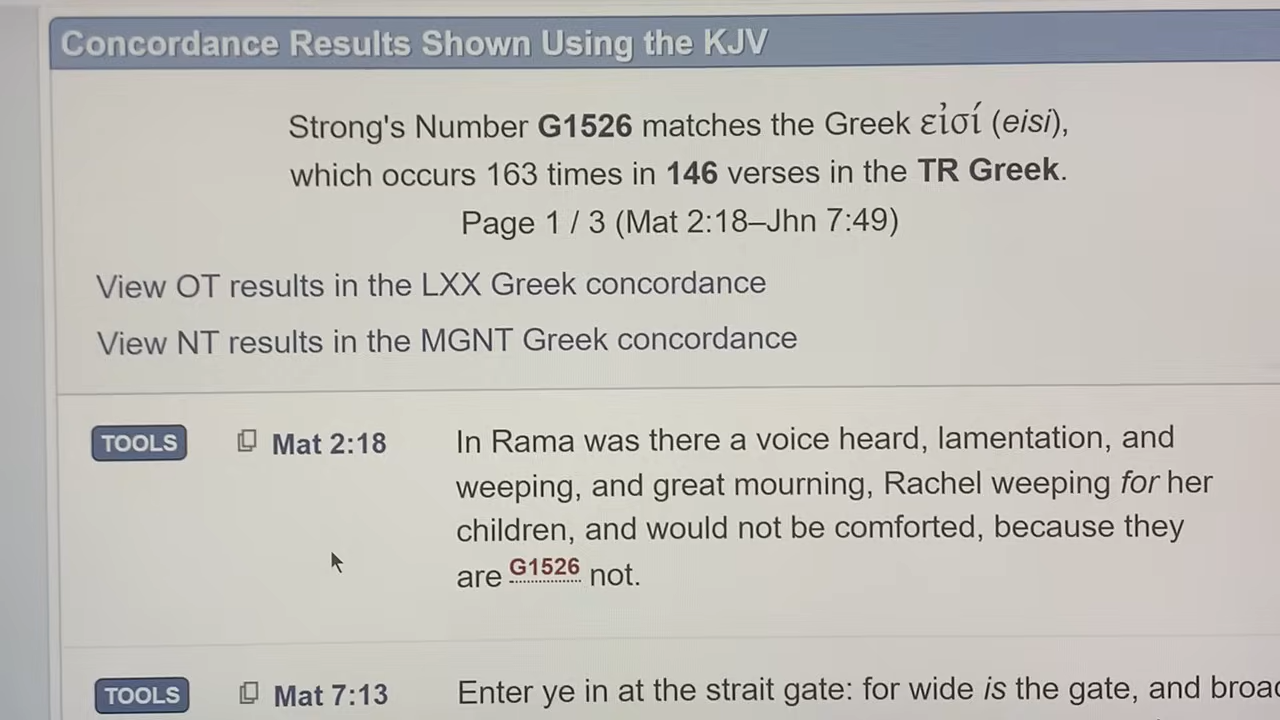 Concordance Results Shown Using the KJV
Strong's Number G1526 matches the Greek εἰσί (eisi),
which occurs 163 times in 146 verses in the TR Greek.
Page 1 / 3 (Mat 2:18–Jhn 7:49)
View OT results in the LXX Greek concordance
View NT results in the MGNT Greek concordance
TOOLS Mat 2:18 In Rama was there a voice heard, lamentation, and
weeping, and great mourning, Rachel weeping for her
children, and would not be comforted, because they
are G1526 not.
TOOLS Mat 7:13 Enter ye in at the strait gate: for wide is the gate, and